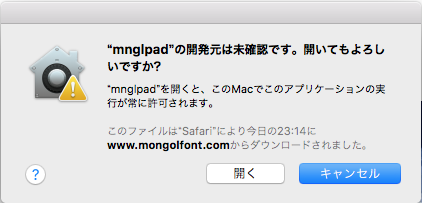 “mnglpad”の開発元は未確認です。開いてもよろし
いですか?
“mnglpad”を開くと、このMacでこのアプリケーションの実
行が常に許可されます。
このファイルは“Safari”により今日の23:14に
www.mongolfont.comからダウンロードされました。
?
開く
キャンセル